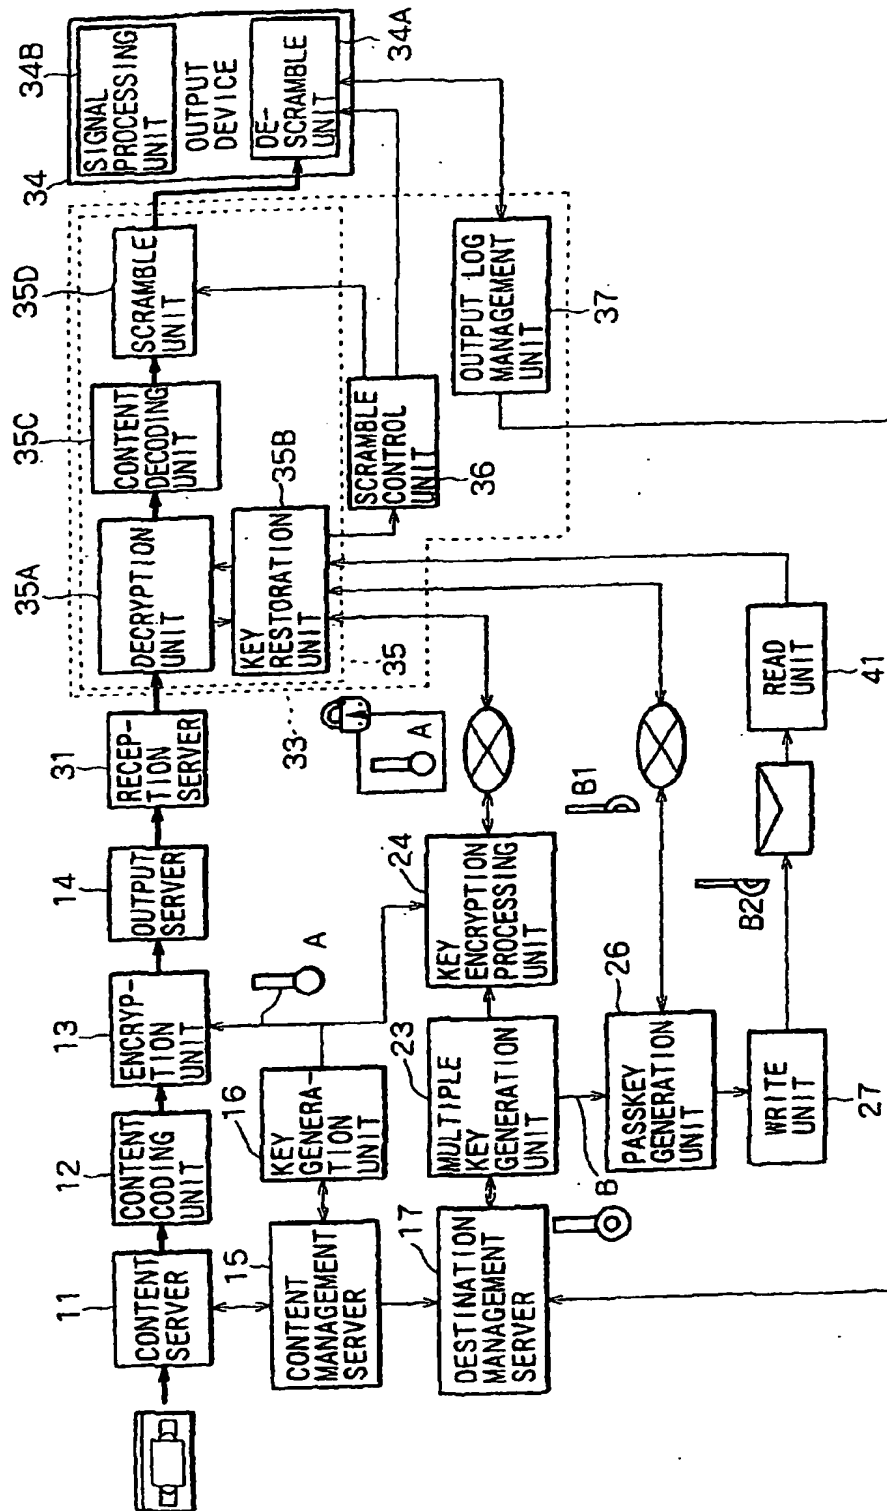 11
CONTENT
SERVER
12
CONTENT
CODING
UNIT
13
ENCRYP-
TION
UNIT
14
OUTPUT
SERVER
31
RECEP-
TION
SERVER
35A
DECRYPTION
UNIT
35C
CONTENT
DECODING
UNIT
35D
SCRAMBLE
UNIT
34
34B
SIGNAL
PROCESSING
UNIT
OUTPUT
DEVICE
DE-
SCRAMBLE
UNIT
34A
15
CONTENT
MANAGEMENT
SERVER
16
KEY
GENERA-
TION
UNIT
A
33
A
35
KEY
RESTORATION
UNIT
35B
SCRAMBLE
CONTROL
UNIT
36
OUTPUT LOG
MANAGEMENT
UNIT
37
17
DESTINATION
MANAGEMENT
SERVER
23
MULTIPLE
KEY
GENERATION
UNIT
24
KEY
ENCRYPTION
PROCESSING
UNIT
B
26
PASSKEY
GENERATION
UNIT
B1
B2
WRITE
UNIT
27
READ
UNIT
41